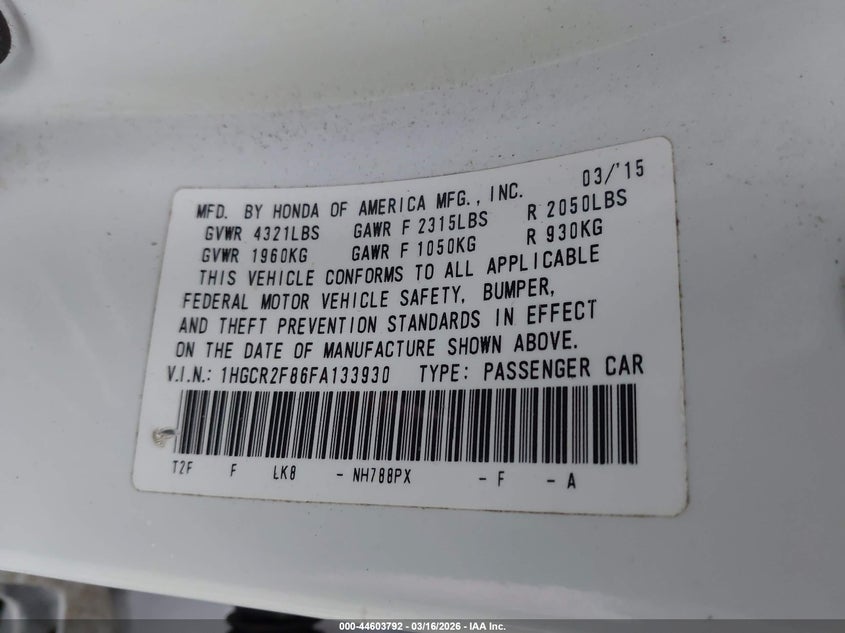 MFD. BY HONDA OF AMERICA MFG., INC. 03/'15
GVWR 4321LBS GAWR F 2315LBS R 2050LBS
GVWR 1960KG GAWR F 1050KG R 930KG
THIS VEHICLE CONFORMS TO ALL APPLICABLE
FEDERAL MOTOR VEHICLE SAFETY, BUMPER,
AND THEFT PREVENTION STANDARDS IN EFFECT
ON THE DATE OF MANUFACTURE SHOWN ABOVE.
V.I.N.: 1HGCR2F86FA133930 TYPE: PASSENGER CAR
T2F F LK8 - NH788PX - F - A
000-44603792 - 03/16/2026 - IAA Inc.